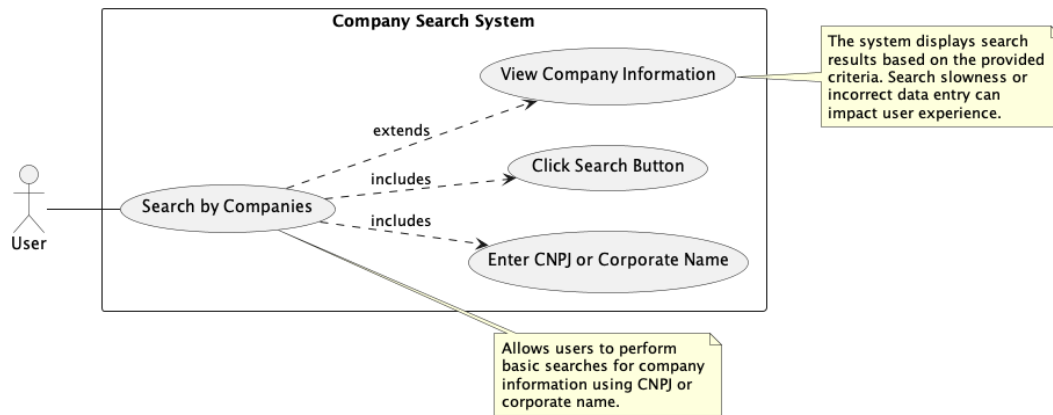 Company Search System
The system displays search
results based on the provided
criteria. Search slowness or
incorrect data entry can
impact user experience.
View Company Information
extends
Click Search Button
includes
Search by Companies
includes
User
Enter CNPJ or Corporate Name
Allows users to perform
basic searches for company
information using CNPJ or
corporate name.